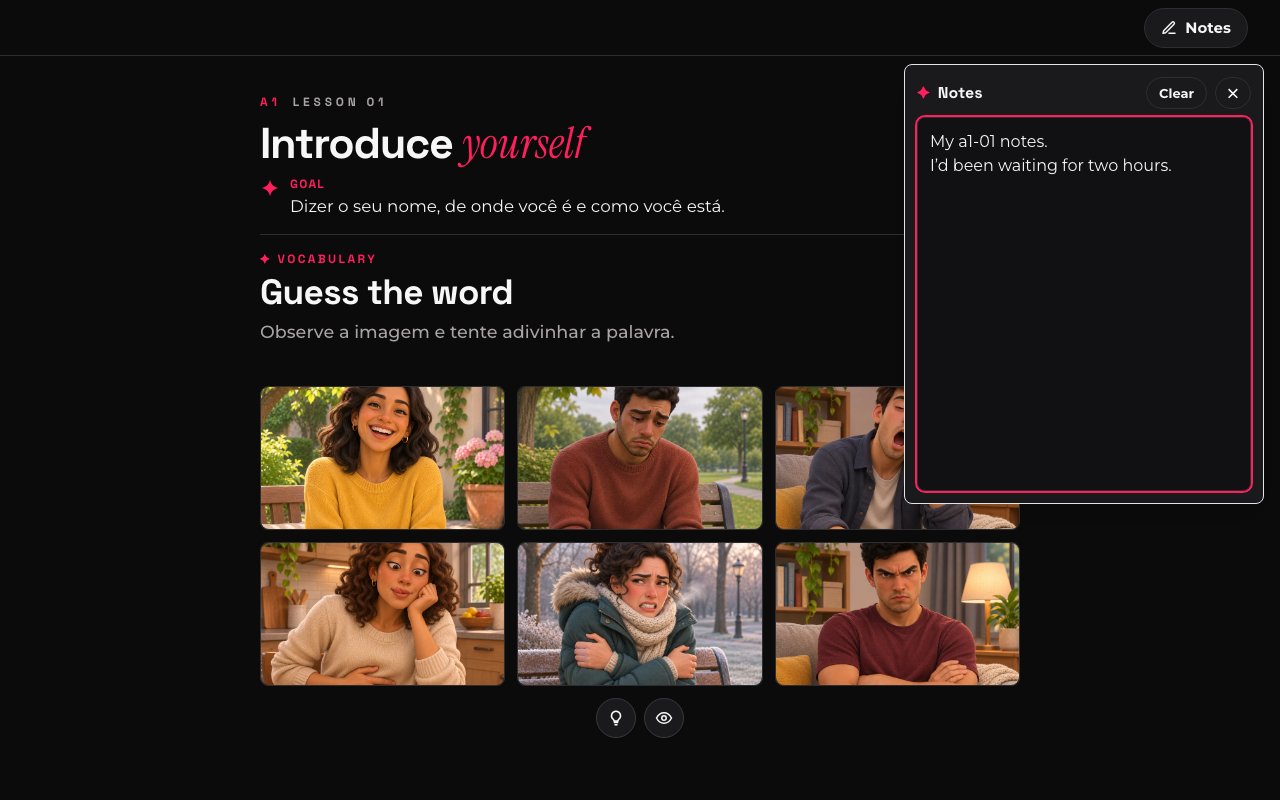 Notes
A1 LESSON 01
Introduce yourself
GOAL
Dizer o seu nome, de onde você é e como você está.
VOCABULARY
Guess the word
Observe a imagem e tente adivinhar a palavra.
Notes
Clear
My a1-01 notes.
I'd been waiting for two hours.